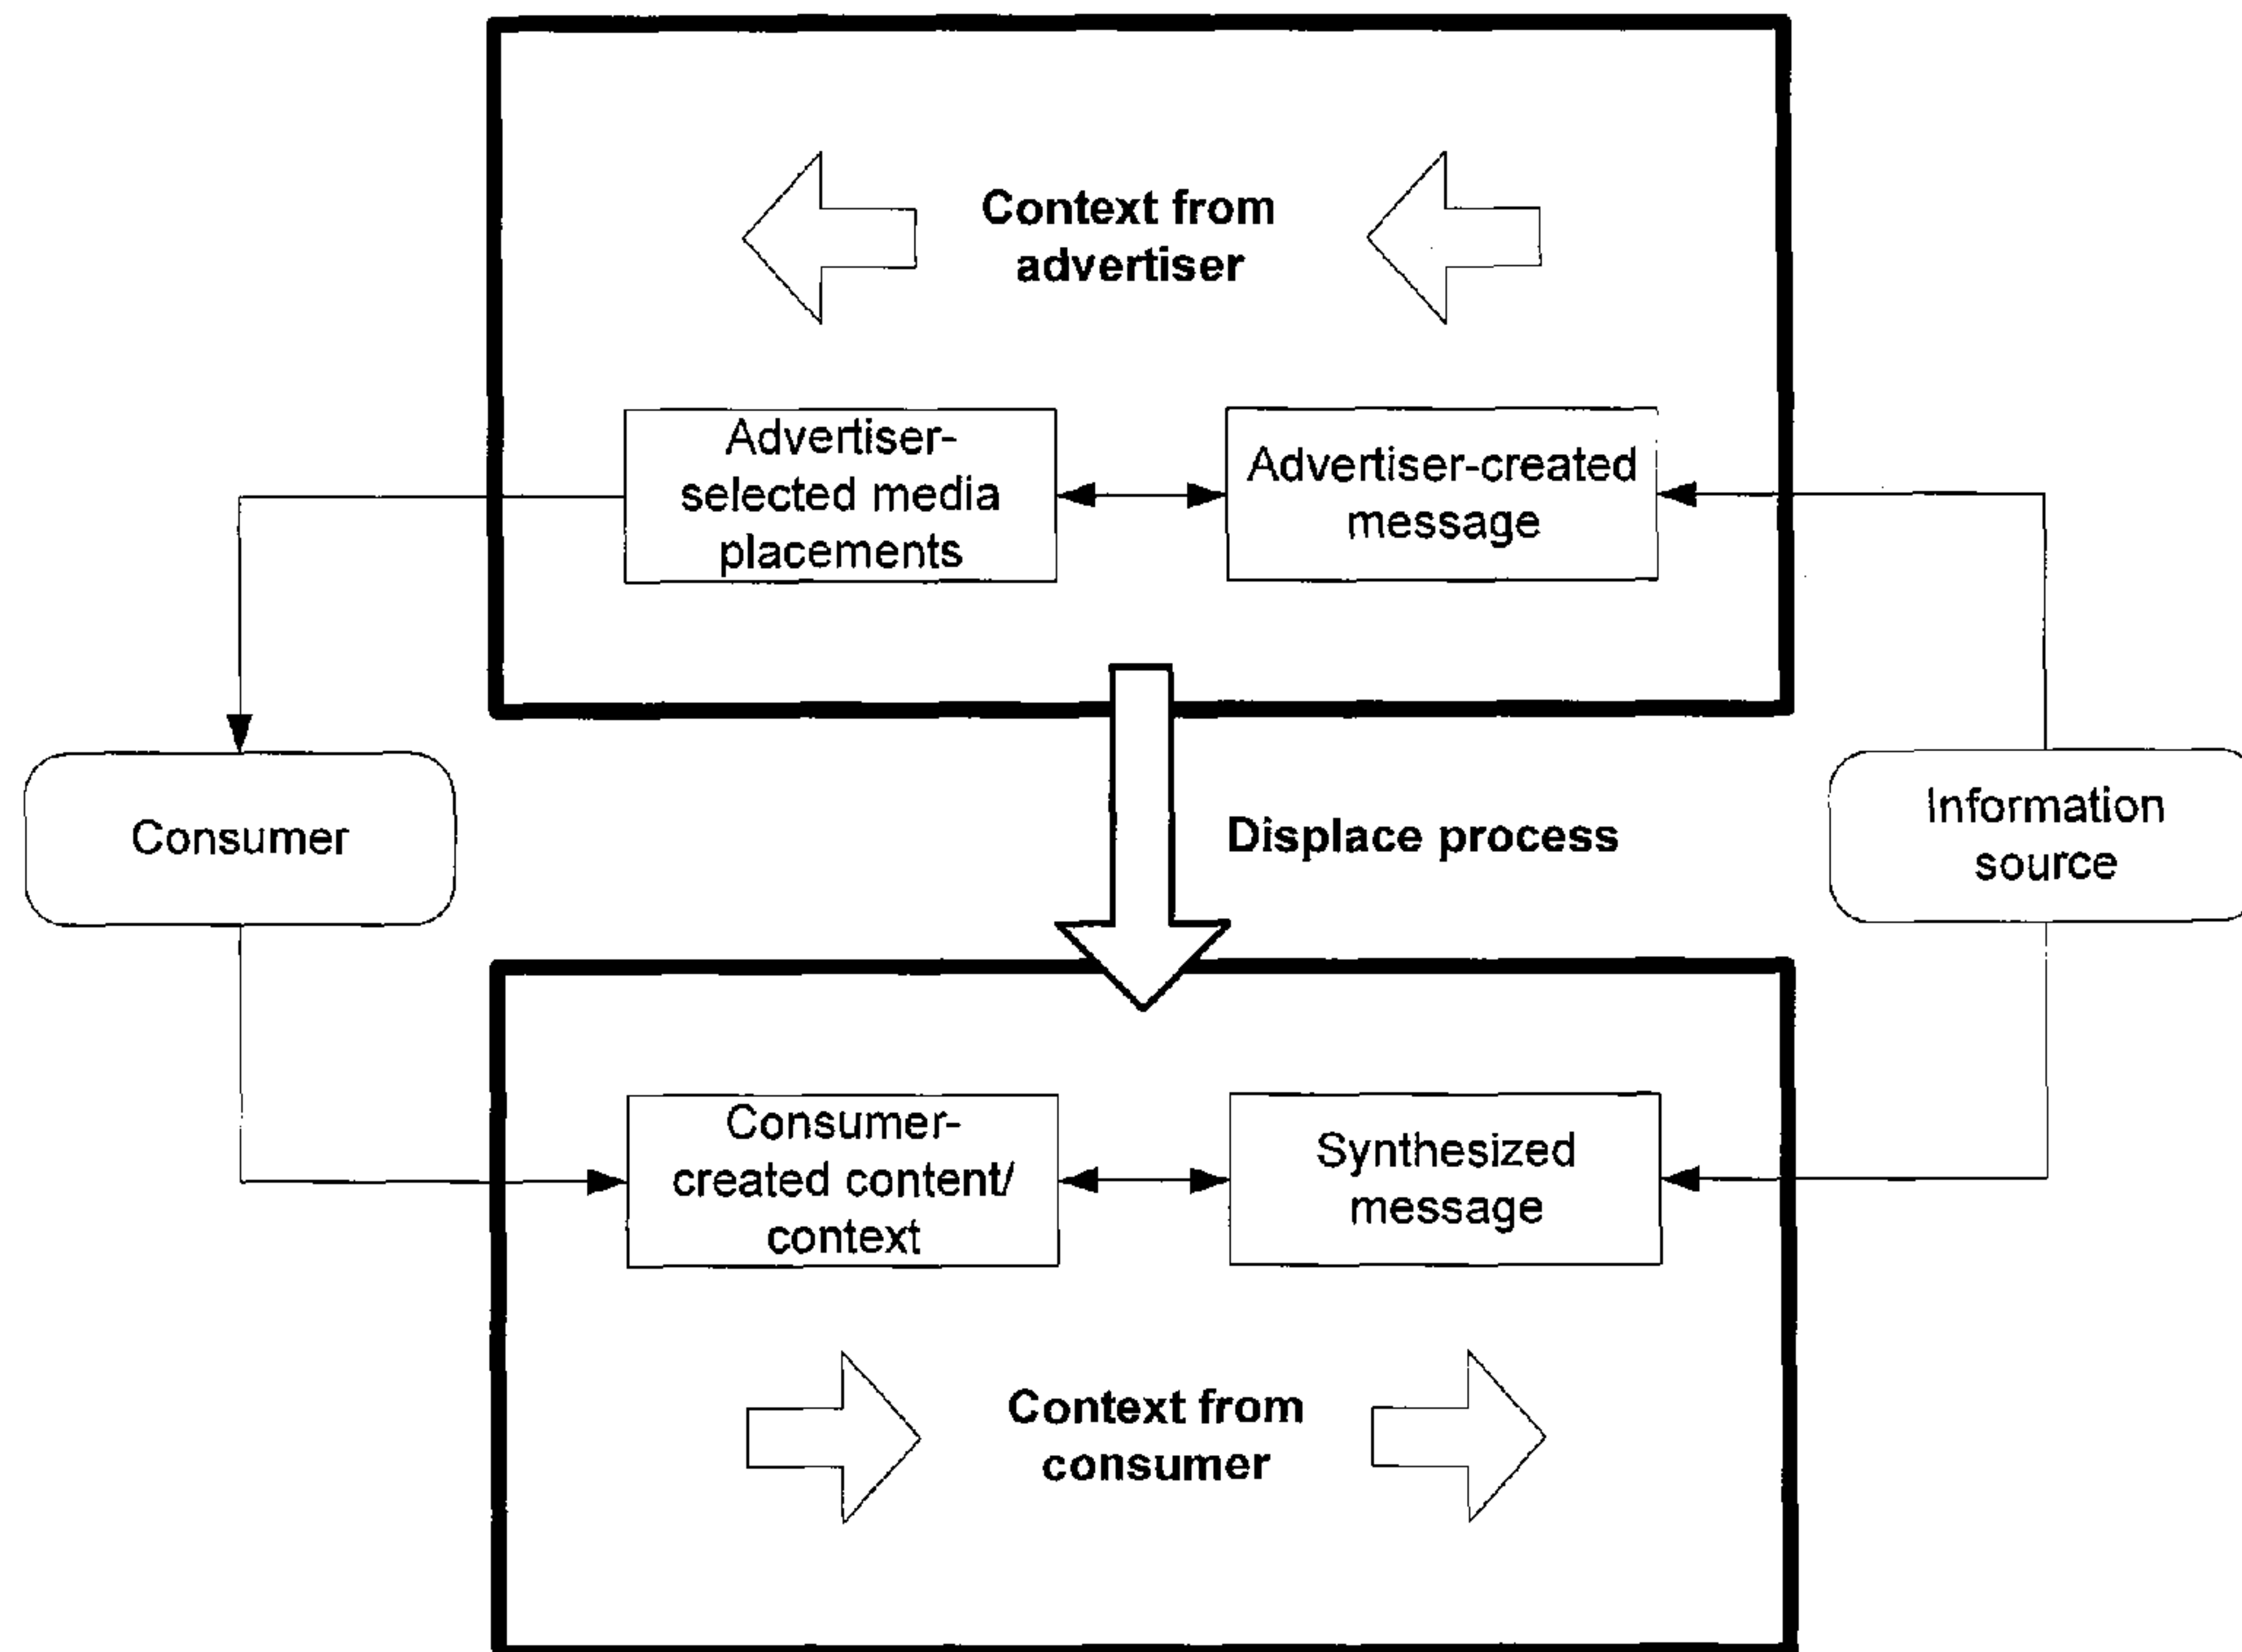 Context from
advertiser
Advertiser-
selected media
placements
Advertiser-created
message
Consumer
Displace process
Information
source
Consumer-
created content/
context
Synthesized
message
Context from
consumer